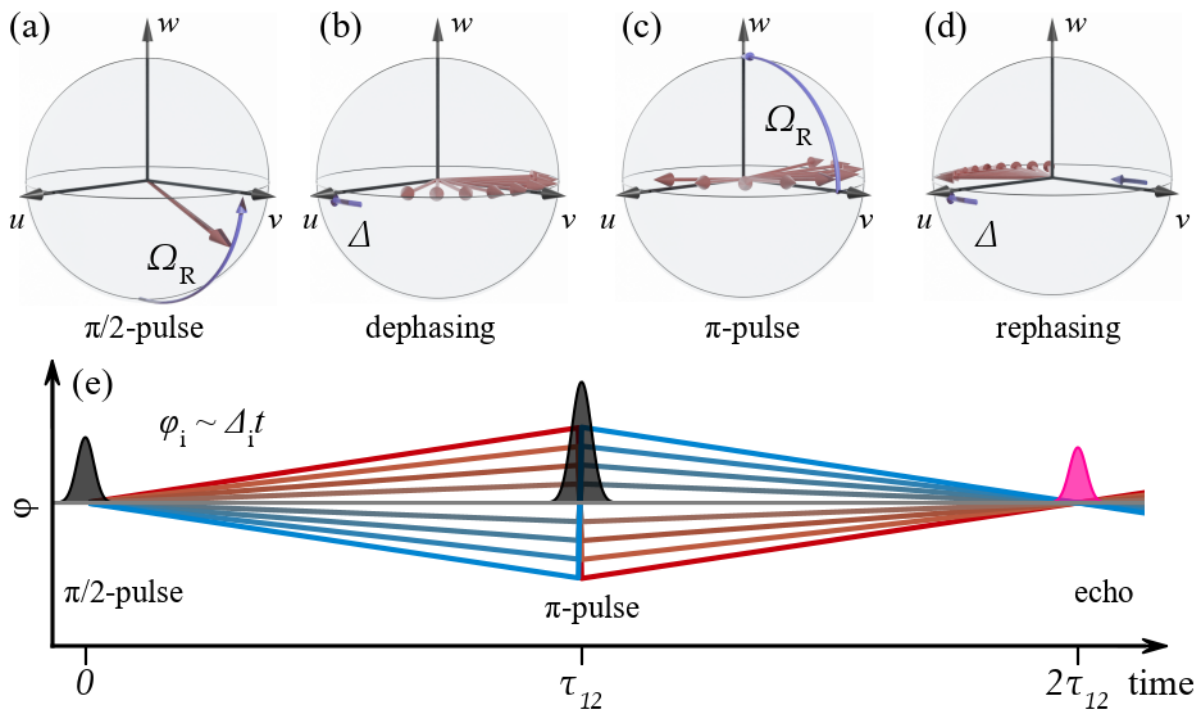 (a) w (b) w (c) w (d) w
Ω_R Ω_R
u v u v u v u v
Δ Δ
π/2-pulse dephasing π-pulse rephasing
(e)
φ_i ~ Δ_i t
φ
π/2-pulse π-pulse echo
0 τ_12 2τ_12 time